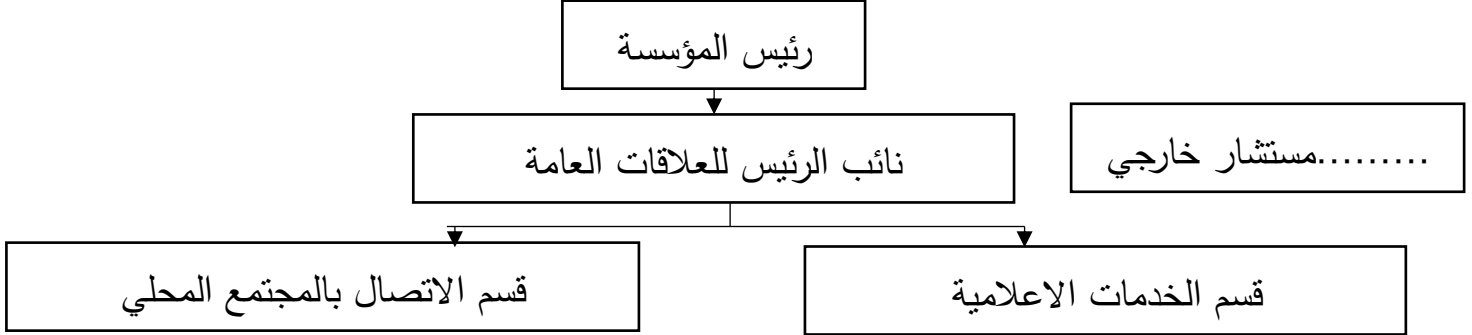 رئيس المؤسسة
نائب الرئيس للعلاقات العامة
.........مستشار خارجي
قسم الخدمات الاعلامية
قسم الاتصال بالمجتمع المحلي